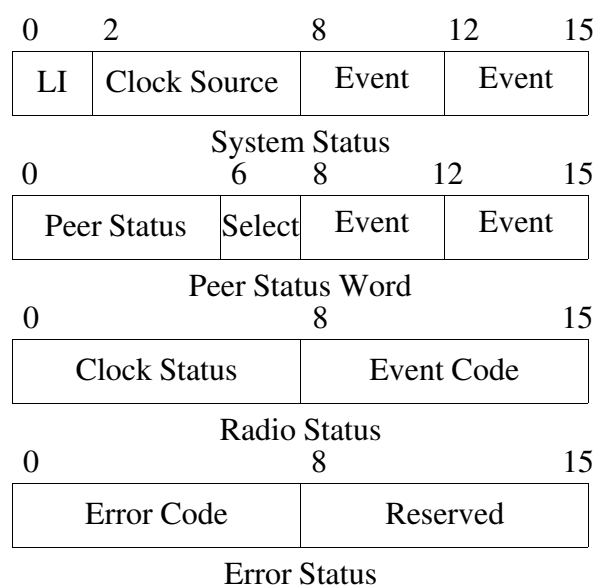 0 2 8 12 15
LI Clock Source Event Event
System Status
0 6 8 12 15
Peer Status Select Event Event
Peer Status Word
0 8 15
Clock Status Event Code
Radio Status
0 8 15
Error Code Reserved
Error Status